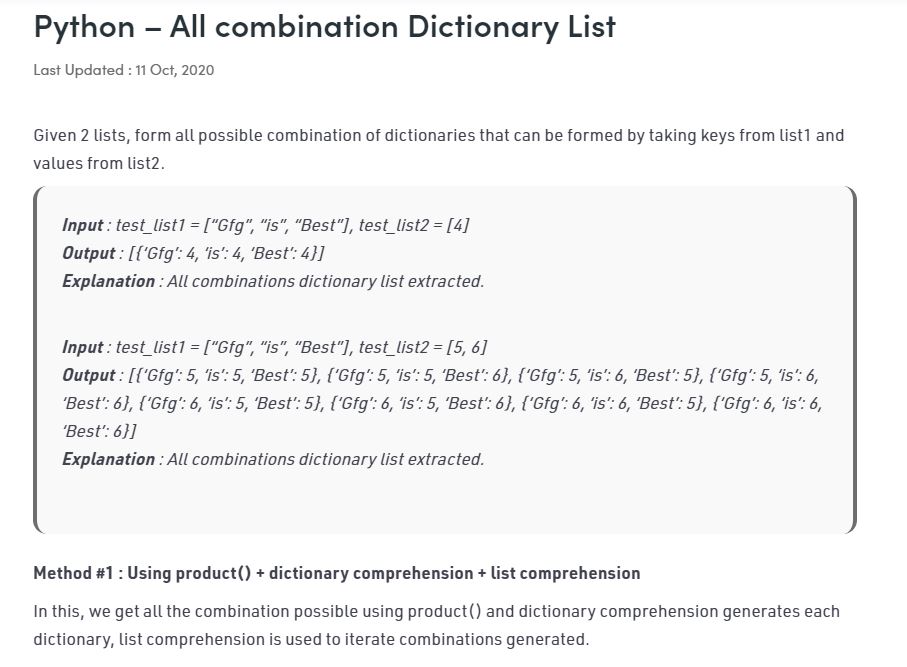 Python – All combination Dictionary List
Last Updated : 11 Oct, 2020
Given 2 lists, form all possible combination of dictionaries that can be formed by taking keys from list1 and
values from list2.
Input : test_list1 = [“Gfg”, “is”, “Best”], test_list2 = [4]
Output : [{‘Gfg’: 4, ‘is’: 4, ‘Best’: 4}]
Explanation : All combinations dictionary list extracted.
Input : test_list1 = [“Gfg”, “is”, “Best”], test_list2 = [5, 6]
Output : [{‘Gfg’: 5, ‘is’: 5, ‘Best’: 5}, {‘Gfg’: 5, ‘is’: 5, ‘Best’: 6}, {‘Gfg’: 5, ‘is’: 6, ‘Best’: 5}, {‘Gfg’: 5, ‘is’: 6,
‘Best’: 6}, {‘Gfg’: 6, ‘is’: 5, ‘Best’: 5}, {‘Gfg’: 6, ‘is’: 5, ‘Best’: 6}, {‘Gfg’: 6, ‘is’: 6, ‘Best’: 5}, {‘Gfg’: 6, ‘is’: 6,
‘Best’: 6}]
Explanation : All combinations dictionary list extracted.
Method #1 : Using product() + dictionary comprehension + list comprehension
In this, we get all the combination possible using product() and dictionary comprehension generates each
dictionary, list comprehension is used to iterate combinations generated.